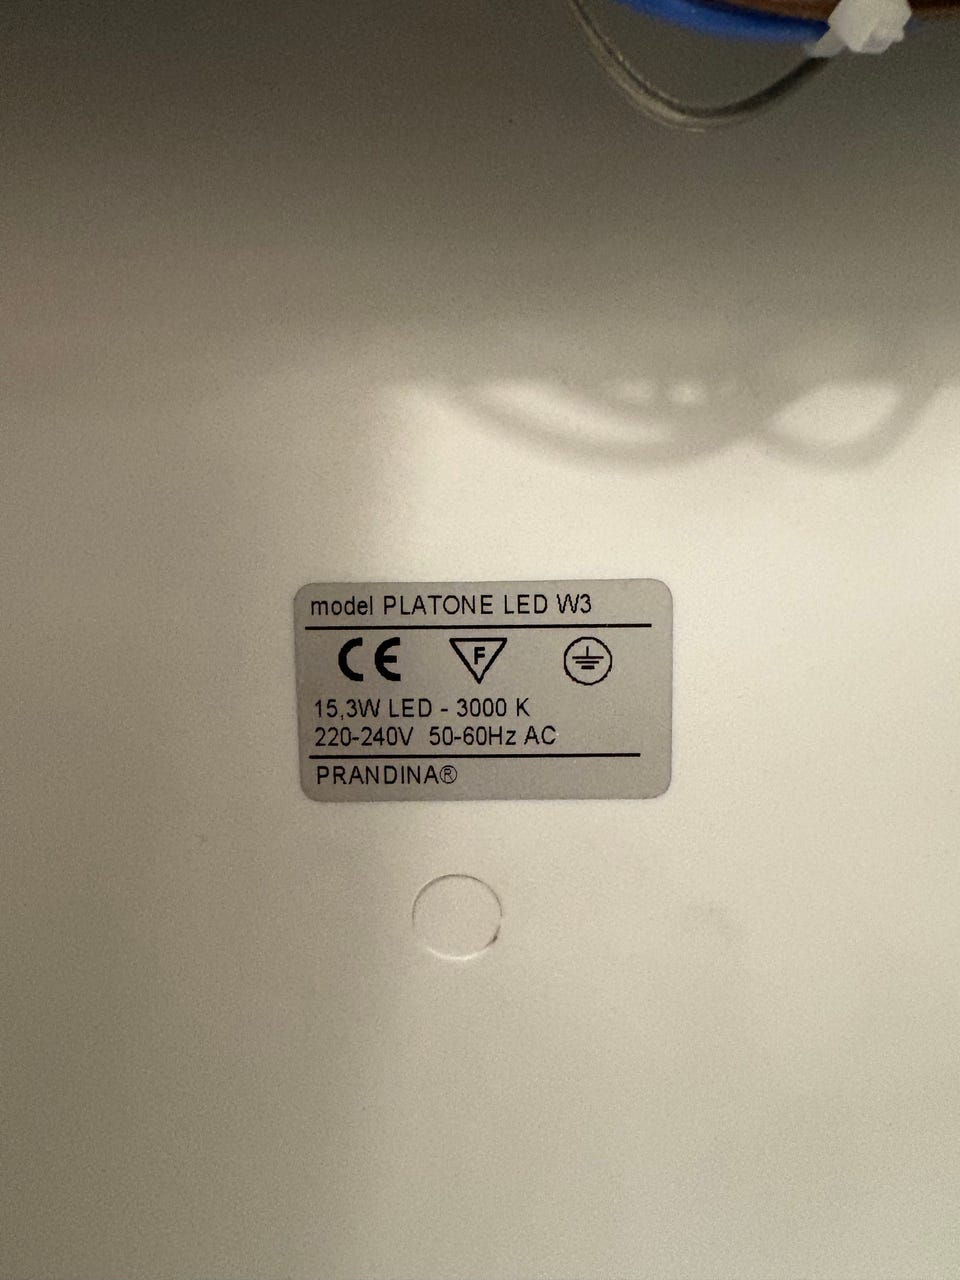 model PLATONE LED W3
CE F
15,3W LED - 3000 K
220-240V 50-60Hz AC
PRANDINA®